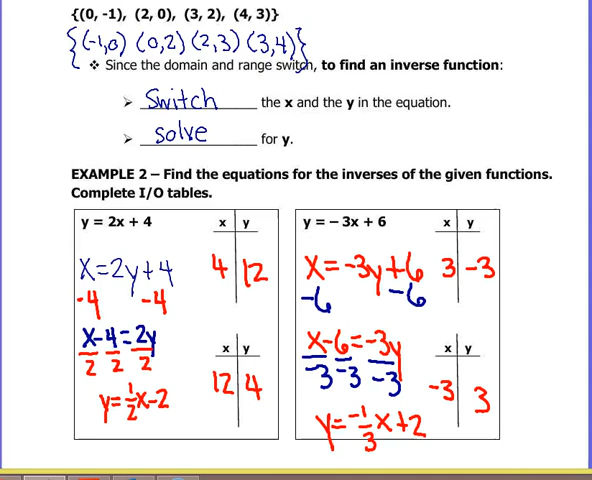 {(0, -1), (2, 0), (3, 2), (4, 3)}
{(-1,0) (0,2) (2,3) (3,4)}
❖ Since the domain and range switch, to find an inverse function:
➢ Switch the x and the y in the equation.
➢ solve for y.
EXAMPLE 2 – Find the equations for the inverses of the given functions.
Complete I/O tables.
y = 2x + 4
x y
x=2y+4
4 12
-4 -4
x-4=2y
2 2 2
x y
12 4
y=1/2x-2
y = – 3x + 6
x y
x=-3y+6
3 -3
-6 -6
x-6=-3y
-3 -3 -3
x y
-3 3
y=-1/3x+2